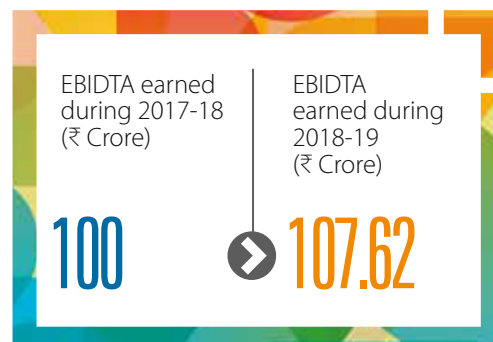 EBIDTA earned
during 2017-18
(₹ Crore)
100
EBIDTA
earned during
2018-19
(₹ Crore)
107.62